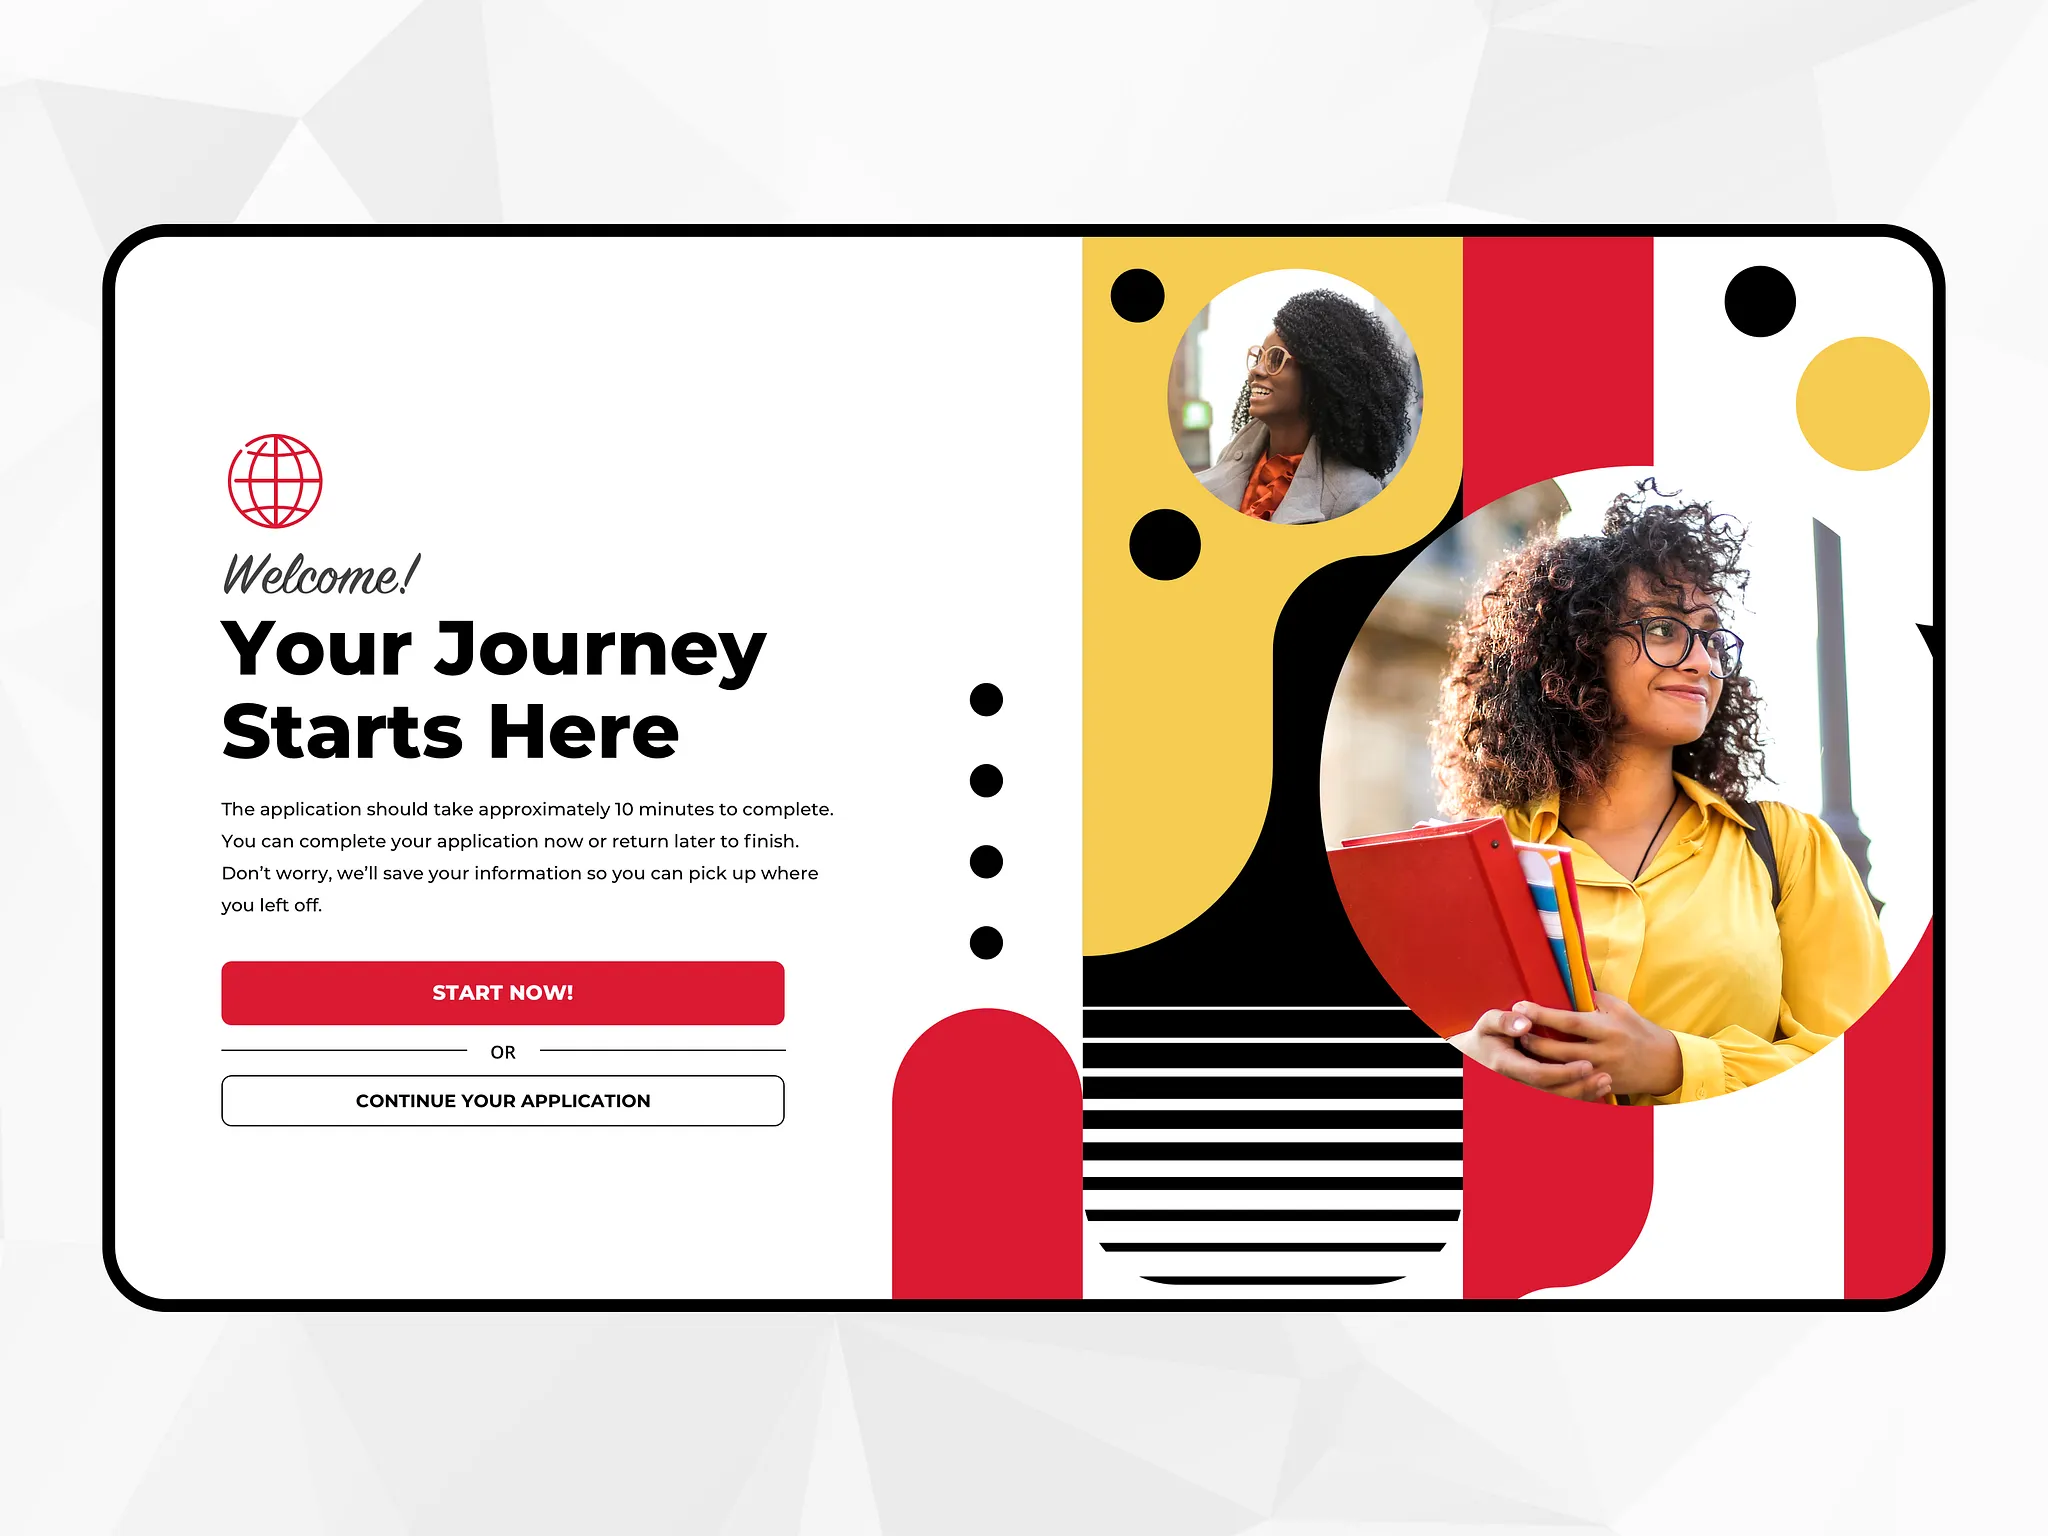 Welcome!
Your Journey
Starts Here
The application should take approximately 10 minutes to complete.
You can complete your application now or return later to finish.
Don’t worry, we’ll save your information so you can pick up where
you left off.
START NOW!
OR
CONTINUE YOUR APPLICATION